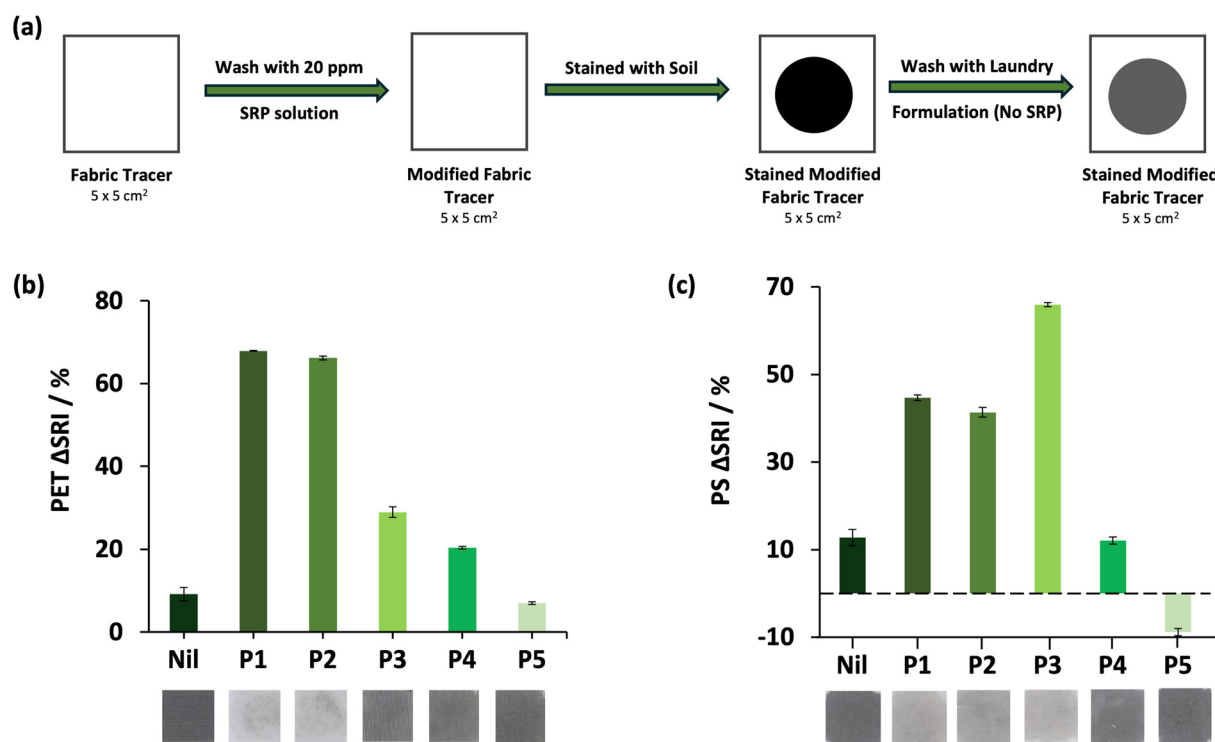 (a)
Wash with 20 ppm
SRP solution
Stained with Soil
Wash with Laundry
Formulation (No SRP)
Fabric Tracer
5 x 5 cm²
Modified Fabric
Tracer
5 x 5 cm²
Stained Modified
Fabric Tracer
5 x 5 cm²
Stained Modified
Fabric Tracer
5 x 5 cm²
(b)
PET ΔSRI / %
80
60
40
20
0
Nil P1 P2 P3 P4 P5
(c)
PS ΔSRI / %
70
50
30
10
-10
Nil P1 P2 P3 P4 P5